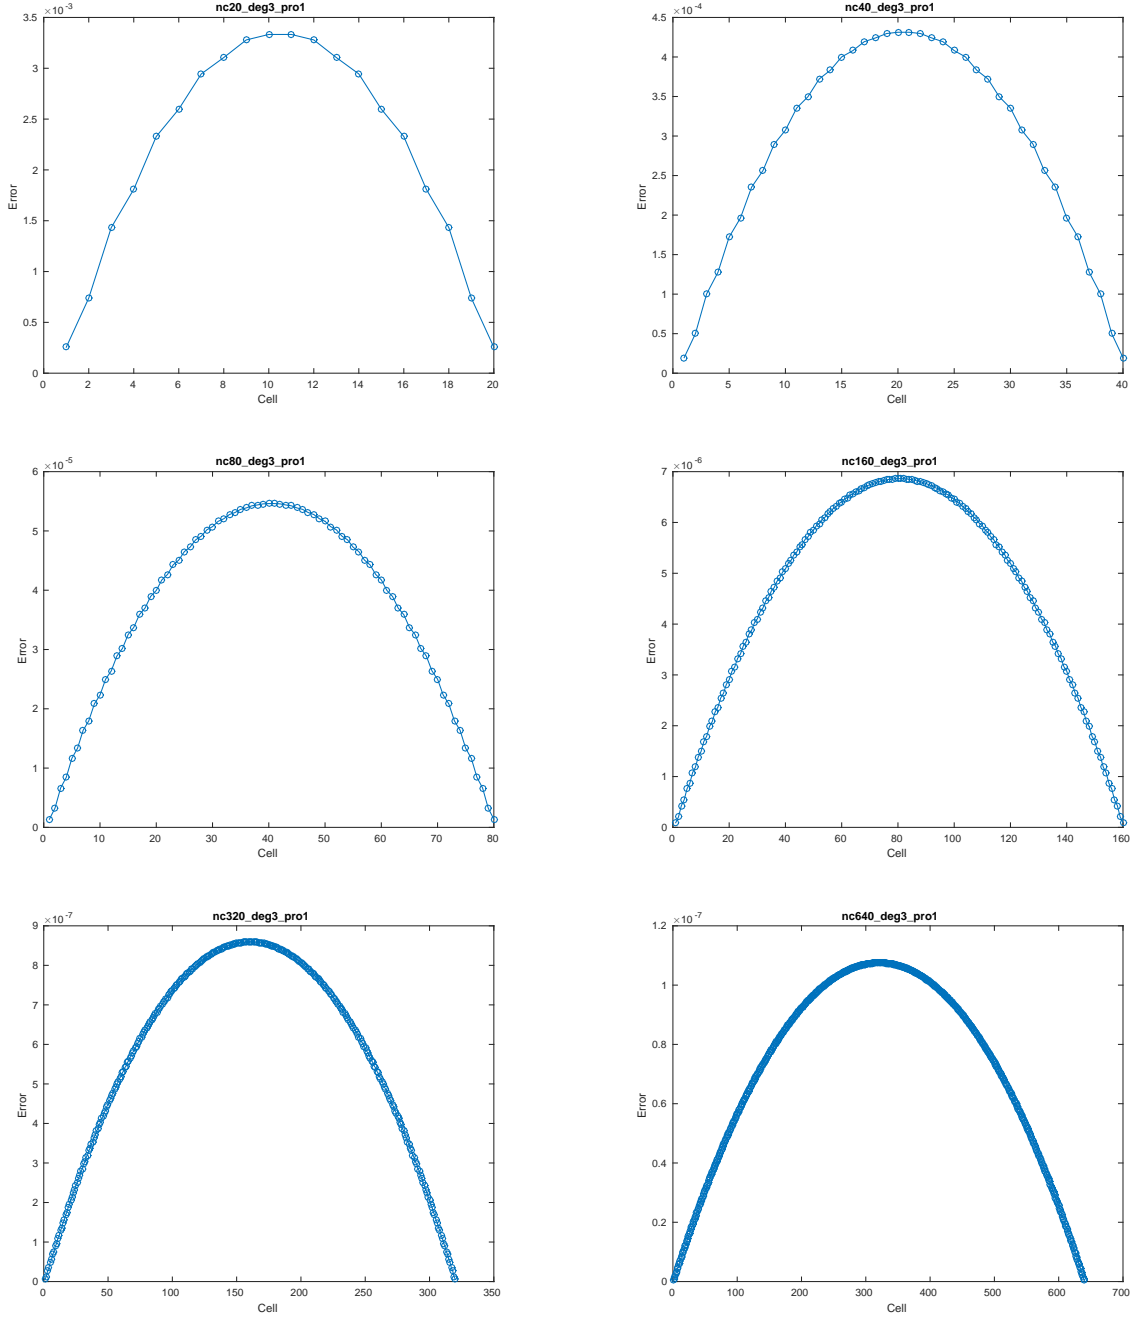 nc20_deg3_pro1
×10-3
3.5
3
2.5
2
1.5
1
0.5
0
Error
0 2 4 6 8 10 12 14 16 18 20
Cell
nc40_deg3_pro1
×10-4
4.5
4
3.5
3
2.5
2
1.5
1
0.5
0
Error
0 5 10 15 20 25 30 35 40
Cell
nc80_deg3_pro1
×10-5
6
5
4
3
2
1
0
Error
0 10 20 30 40 50 60 70 80
Cell
nc160_deg3_pro1
×10-6
7
6
5
4
3
2
1
0
Error
0 20 40 60 80 100 120 140 160
Cell
nc320_deg3_pro1
×10-7
9
8
7
6
5
4
3
2
1
0
Error
0 50 100 150 200 250 300 350
Cell
nc640_deg3_pro1
×10-7
1.2
1
0.8
0.6
0.4
0.2
0
Error
0 100 200 300 400 500 600 700
Cell